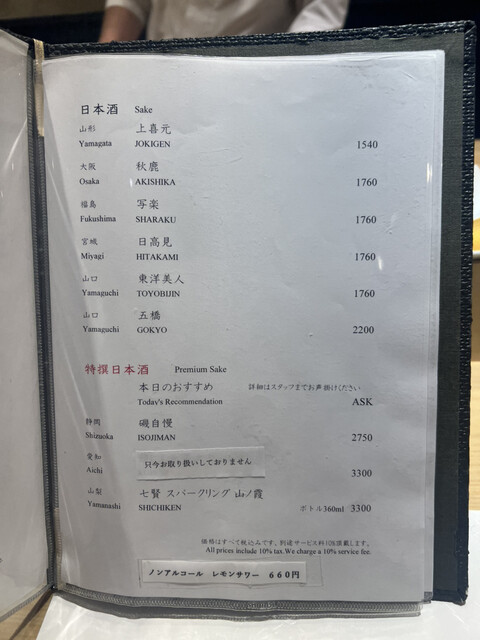 日本酒 Sake
山形 上喜元
Yamagata JOKIGEN 1540
大阪 秋鹿
Osaka AKISHIKA 1760
福島 写楽
Fukushima SHARAKU 1760
宮城 日高見
Miyagi HITAKAMI 1760
山口 東洋美人
Yamaguchi TOYOBIJIN 1760
山口 五橋
Yamaguchi GOKYO 2200
特撰日本酒 Premium Sake
本日のおすすめ 詳細はスタッフまでお声掛けください
Today's Recommendation ASK
静岡 磯自慢
Shizuoka ISOJIMAN 2750
愛知 只今お取り扱いしておりません
Aichi 3300
山梨 七賢 スパークリング 山ノ霞
Yamanashi SHICHIKEN ボトル360ml 3300
価格はすべて税込みです。別途サービス料10%頂戴します。
All prices include 10% tax.We charge a 10% service fee.
ノンアルコール レモンサワー 660円